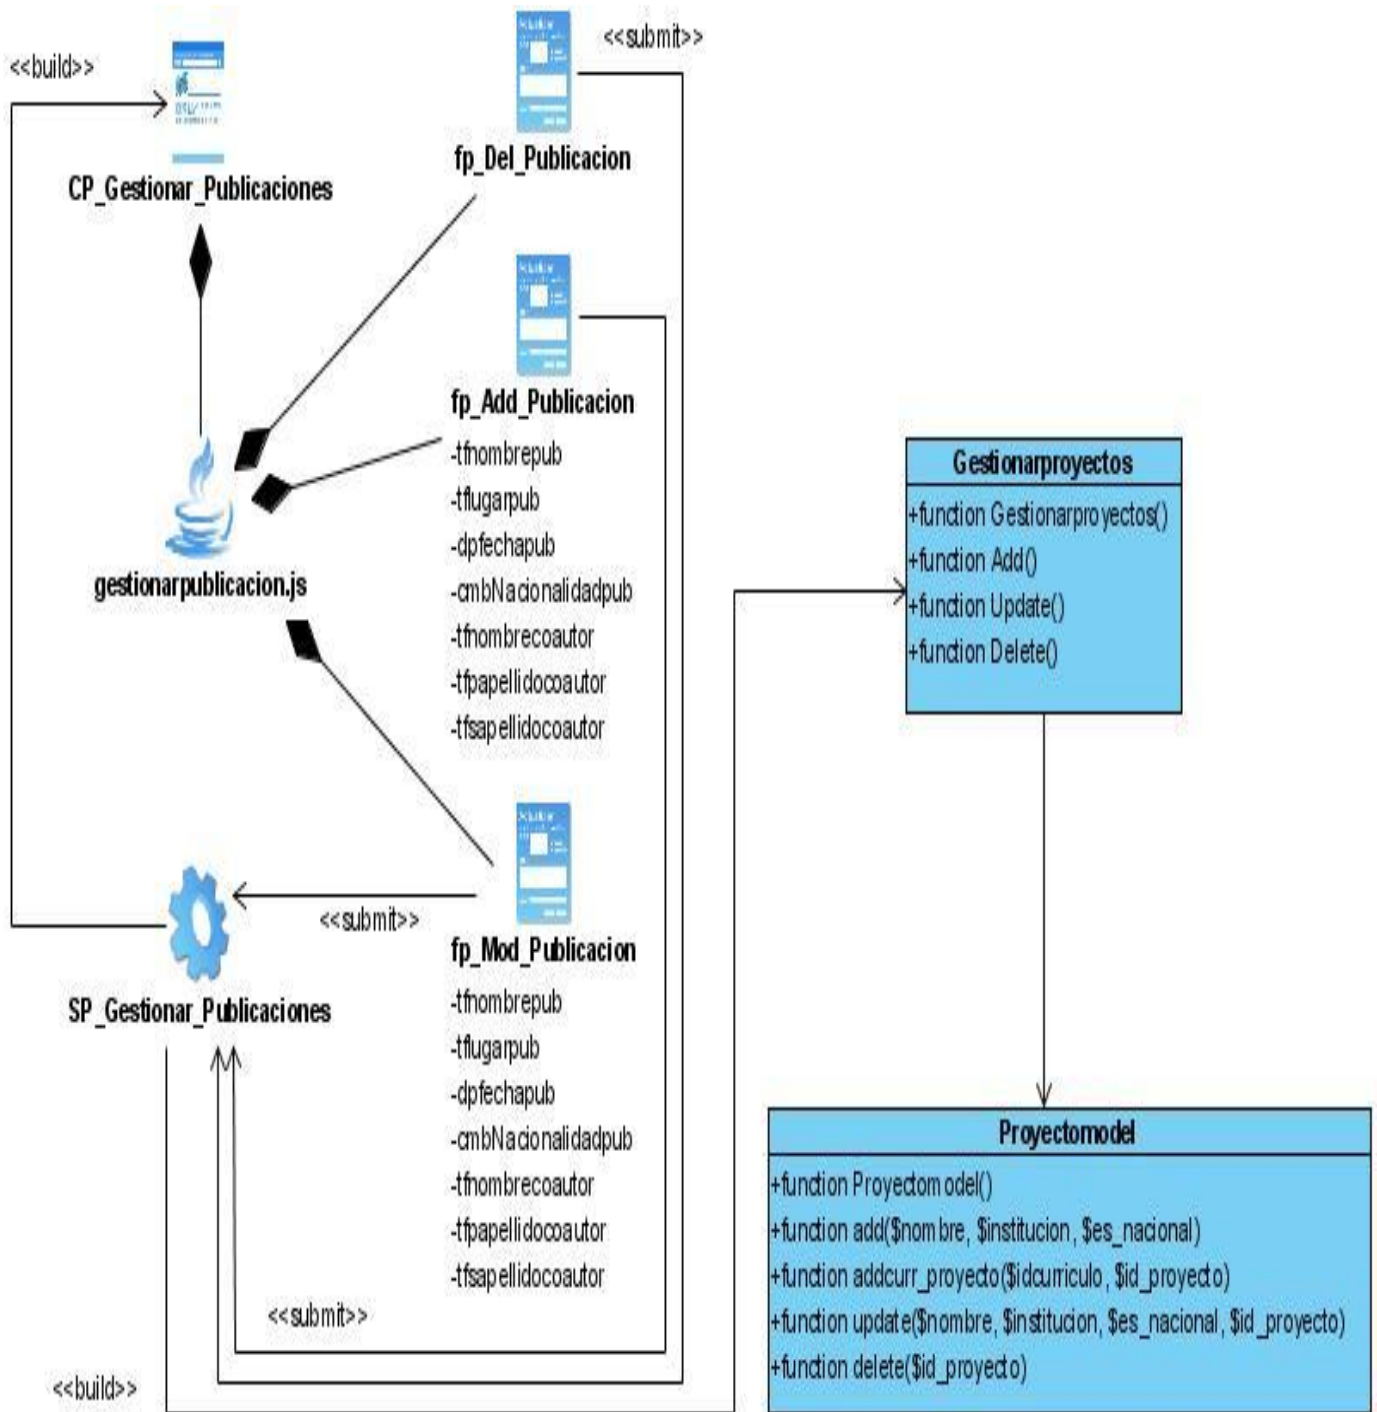 <<build>>
<<submit>>
CP_Gestionar_Publicaciones
fp_Del_Publicacion
fp_Add_Publicacion
-tfnombrepub
-tflugarpub
-dpfechapub
-cmbNacionalidadpub
-tfnombrecoautor
-tfpapellidocoautor
-tfsapellidocoautor
gestionarpublicacion.js
Gestionarproyectos
+function Gestionarproyectos()
+function Add()
+function Update()
+function Delete()
<<submit>>
SP_Gestionar_Publicaciones
fp_Mod_Publicacion
-tfnombrepub
-tflugarpub
-dpfechapub
-cmbNacionalidadpub
-tfnombrecoautor
-tfpapellidocoautor
-tfsapellidocoautor
<<submit>>
<<build>>
Proyectomodel
+function Proyectomodel()
+function add($nombre, $institucion, $es_nacional)
+function addcurr_proyecto($idcurriculo, $id_proyecto)
+function update($nombre, $institucion, $es_nacional, $id_proyecto)
+function delete($id_proyecto)